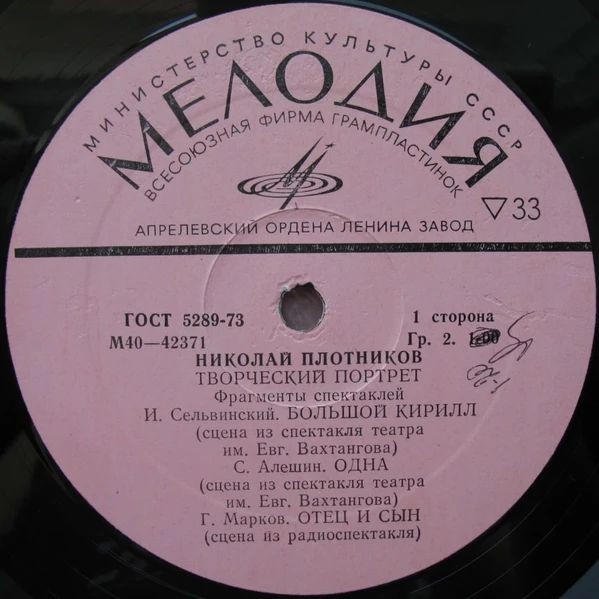 МИНИСТЕРСТВО КУЛЬТУРЫ СССР
МЕЛОДИЯ
ВСЕСОЮЗНАЯ ФИРМА ГРАМПЛАСТИНОК
▽33
АПРЕЛЕВСКИЙ ОРДЕНА ЛЕНИНА ЗАВОД
ГОСТ 5289-73 1 сторона
М40—42371 Гр. 2.
НИКОЛАЙ ПЛОТНИКОВ
ТВОРЧЕСКИЙ ПОРТРЕТ
Фрагменты спектаклей
И. Сельвинский. БОЛЬШОЙ КИРИЛЛ
(сцена из спектакля театра
им. Евг. Вахтангова)
С. Алешин. ОДНА
(сцена из спектакля театра
им. Евг. Вахтангова)
Г. Марков. ОТЕЦ И СЫН
(сцена из радиоспектакля)